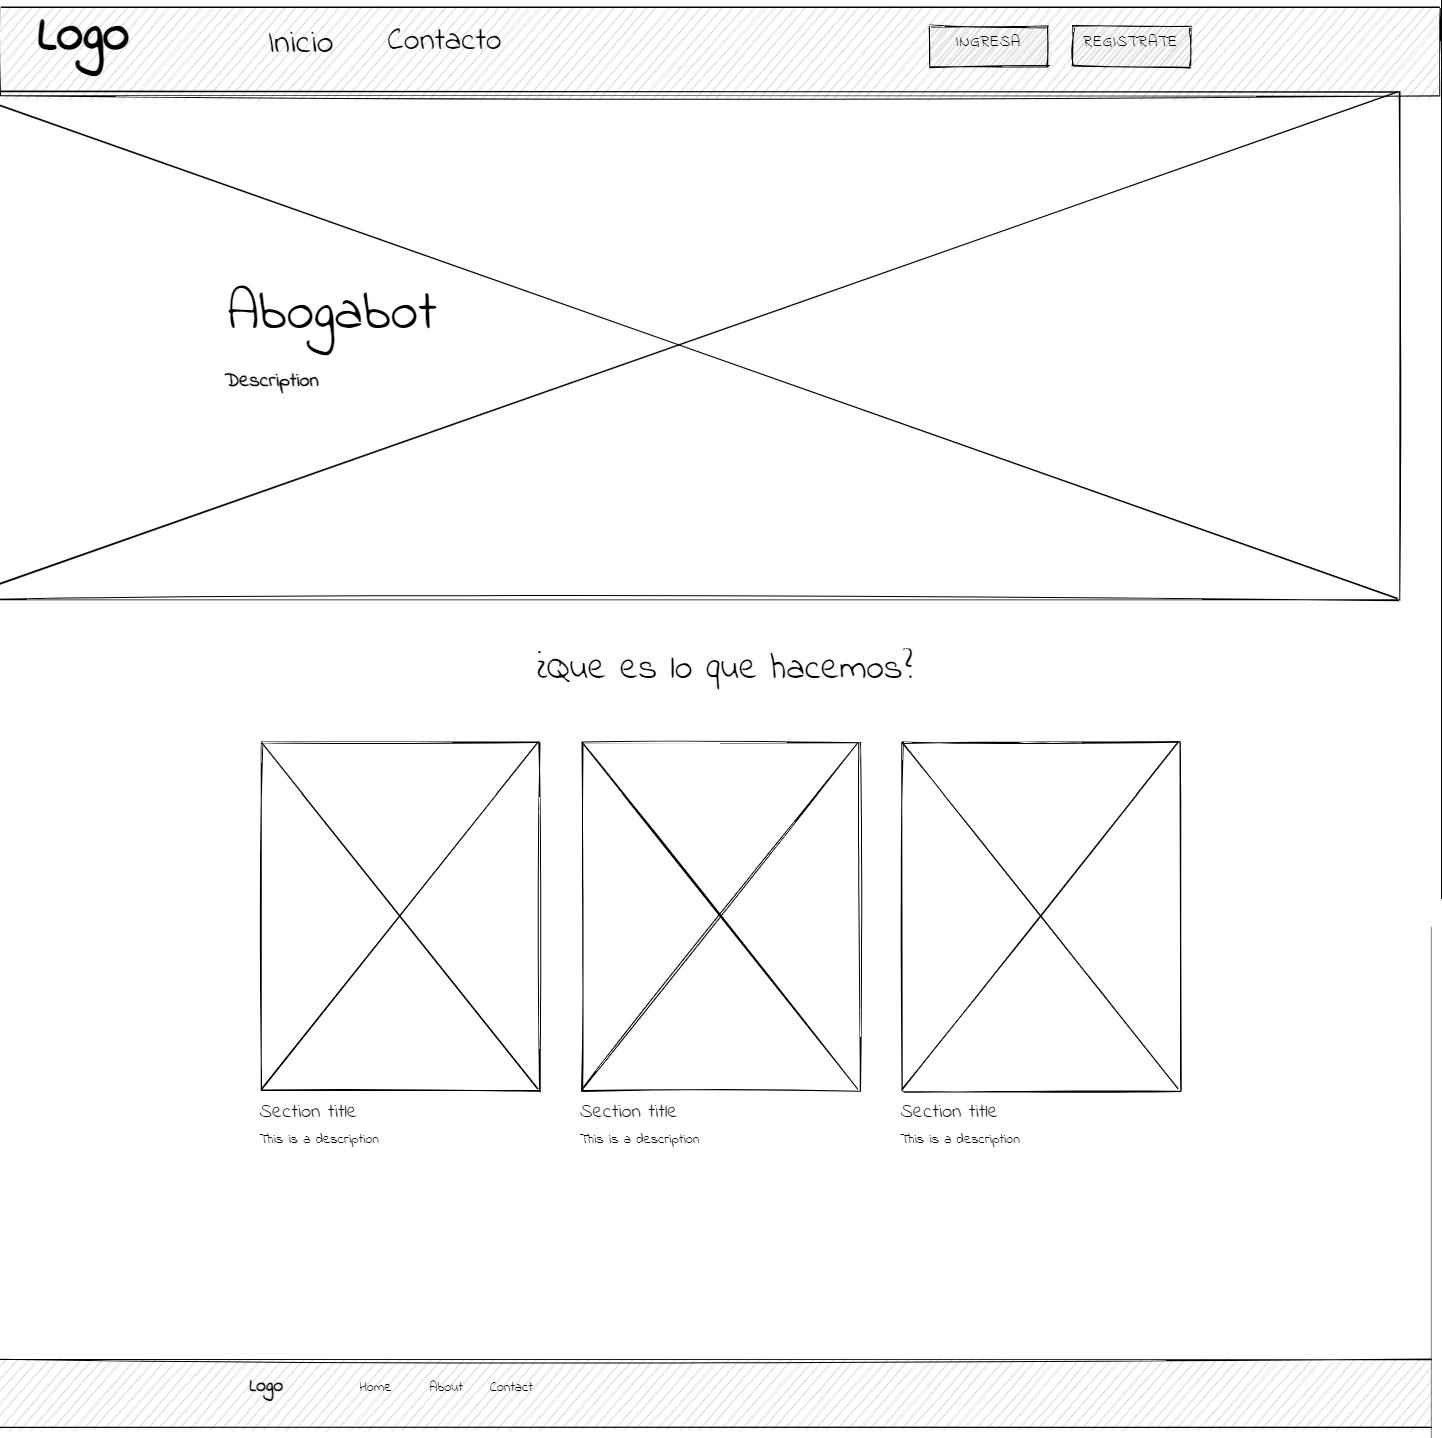 Logo
Inicio
Contacto
INGRESA
REGISTRATE
Abogabot
Description
¿Que es lo que hacemos?
Section title
This is a description
Section title
This is a description
Section title
This is a description
Logo
Home
About
Contact